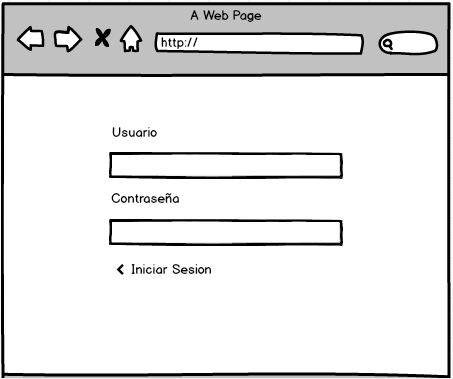 A Web Page
http://
Usuario
Contraseña
Iniciar Sesion